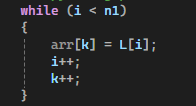 while (i < n1)
{
arr[k] = L[i];
i++;
k++;
}